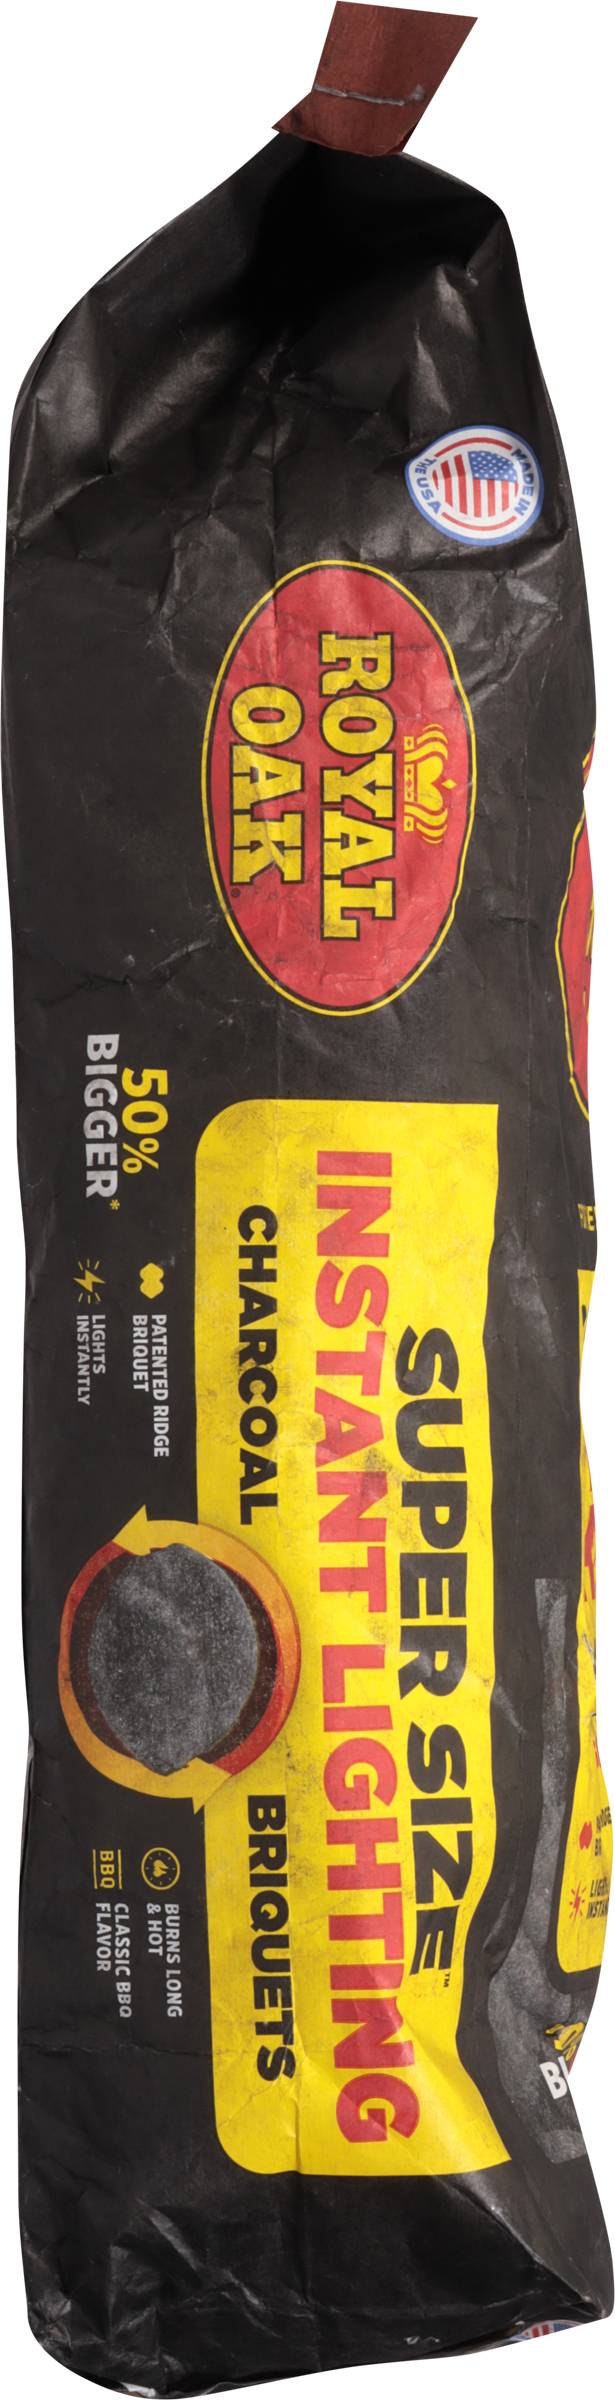 MADE IN
THE USA
ROYAL
OAK®
SUPER SIZE™
INSTANT LIGHTING
CHARCOAL BRIQUETS
50%
BIGGER*
PATENTED RIDGE
BRIQUET
LIGHTS
INSTANTLY
BURNS LONG
& HOT
BBQ
CLASSIC BBQ
FLAVOR